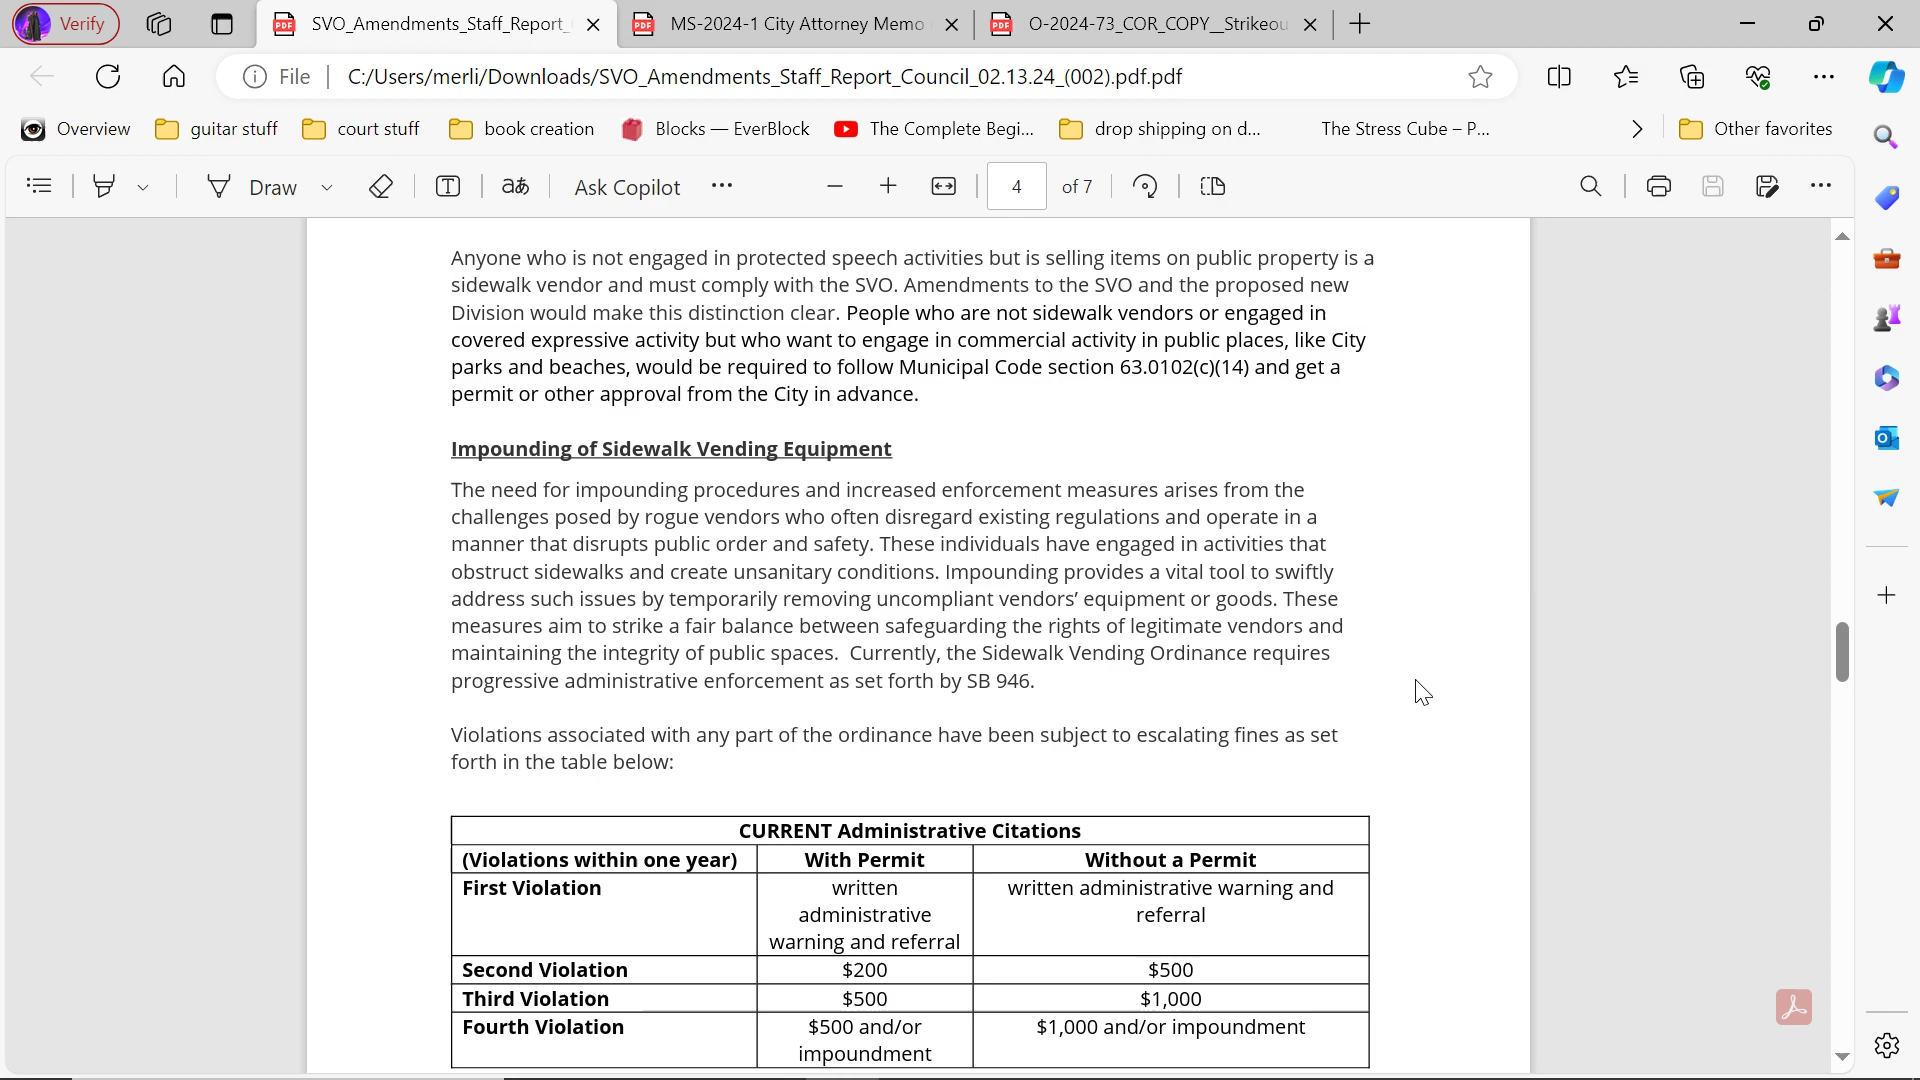 Verify
SVO_Amendments_Staff_Report_
MS-2024-1 City Attorney Memo
O-2024-73_COR_COPY__Strikeou
File
C:/Users/merli/Downloads/SVO_Amendments_Staff_Report_Council_02.13.24_(002).pdf.pdf
Overview
guitar stuff
court stuff
book creation
Blocks — EverBlock
The Complete Begi...
drop shipping on d...
The Stress Cube – P...
Other favorites
Draw
aあ
Ask Copilot
4
of 7
Anyone who is not engaged in protected speech activities but is selling items on public property is a
sidewalk vendor and must comply with the SVO. Amendments to the SVO and the proposed new
Division would make this distinction clear. People who are not sidewalk vendors or engaged in
covered expressive activity but who want to engage in commercial activity in public places, like City
parks and beaches, would be required to follow Municipal Code section 63.0102(c)(14) and get a
permit or other approval from the City in advance.
Impounding of Sidewalk Vending Equipment
The need for impounding procedures and increased enforcement measures arises from the
challenges posed by rogue vendors who often disregard existing regulations and operate in a
manner that disrupts public order and safety. These individuals have engaged in activities that
obstruct sidewalks and create unsanitary conditions. Impounding provides a vital tool to swiftly
address such issues by temporarily removing uncompliant vendors’ equipment or goods. These
measures aim to strike a fair balance between safeguarding the rights of legitimate vendors and
maintaining the integrity of public spaces.  Currently, the Sidewalk Vending Ordinance requires
progressive administrative enforcement as set forth by SB 946.
Violations associated with any part of the ordinance have been subject to escalating fines as set
forth in the table below:
CURRENT Administrative Citations
(Violations within one year)
With Permit
Without a Permit
First Violation
written
administrative
warning and referral
written administrative warning and
referral
Second Violation
$200
$500
Third Violation
$500
$1,000
Fourth Violation
$500 and/or
impoundment
$1,000 and/or impoundment